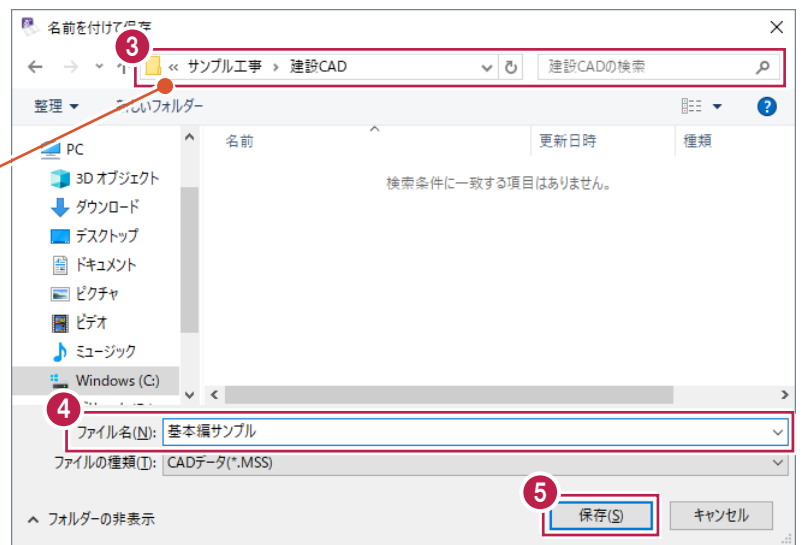 名前を付けて保存
3
« サンプル工事 › 建設CAD
建設CADの検索
整理
新しいフォルダー
名前
更新日時
種類
PC
3D オブジェクト
ダウンロード
デスクトップ
ドキュメント
ピクチャ
ビデオ
ミュージック
Windows (C:)
検索条件に一致する項目はありません。
4
ファイル名(N): 基本編サンプル
ファイルの種類(T): CADデータ(*.MSS)
5
フォルダーの非表示
保存(S)
キャンセル